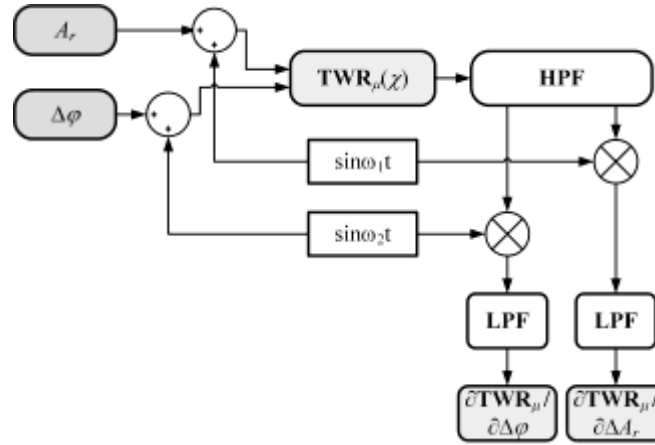 A_r
+
+
TWR_μ(χ)
HPF
Δφ
+
+
sinω₁t
sinω₂t
LPF
LPF
∂TWR_μ/
∂Δφ
∂TWR_μ/
∂ΔA_r